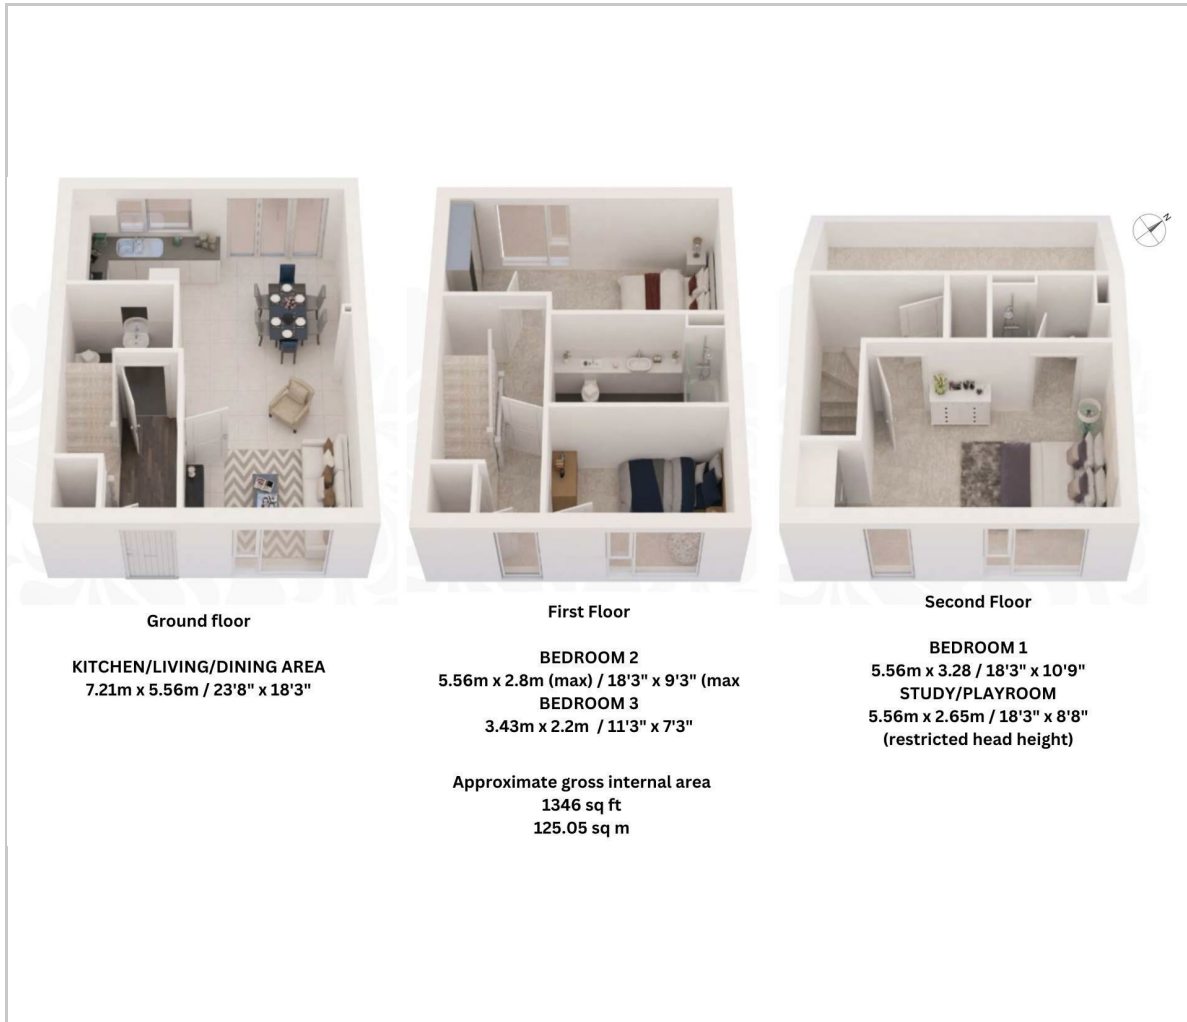 N
Ground floor
KITCHEN/LIVING/DINING AREA
7.21m x 5.56m / 23'8" x 18'3"
First Floor
BEDROOM 2
5.56m x 2.8m (max) / 18'3" x 9'3" (max
BEDROOM 3
3.43m x 2.2m / 11'3" x 7'3"
Approximate gross internal area
1346 sq ft
125.05 sq m
Second Floor
BEDROOM 1
5.56m x 3.28 / 18'3" x 10'9"
STUDY/PLAYROOM
5.56m x 2.65m / 18'3" x 8'8"
(restricted head height)